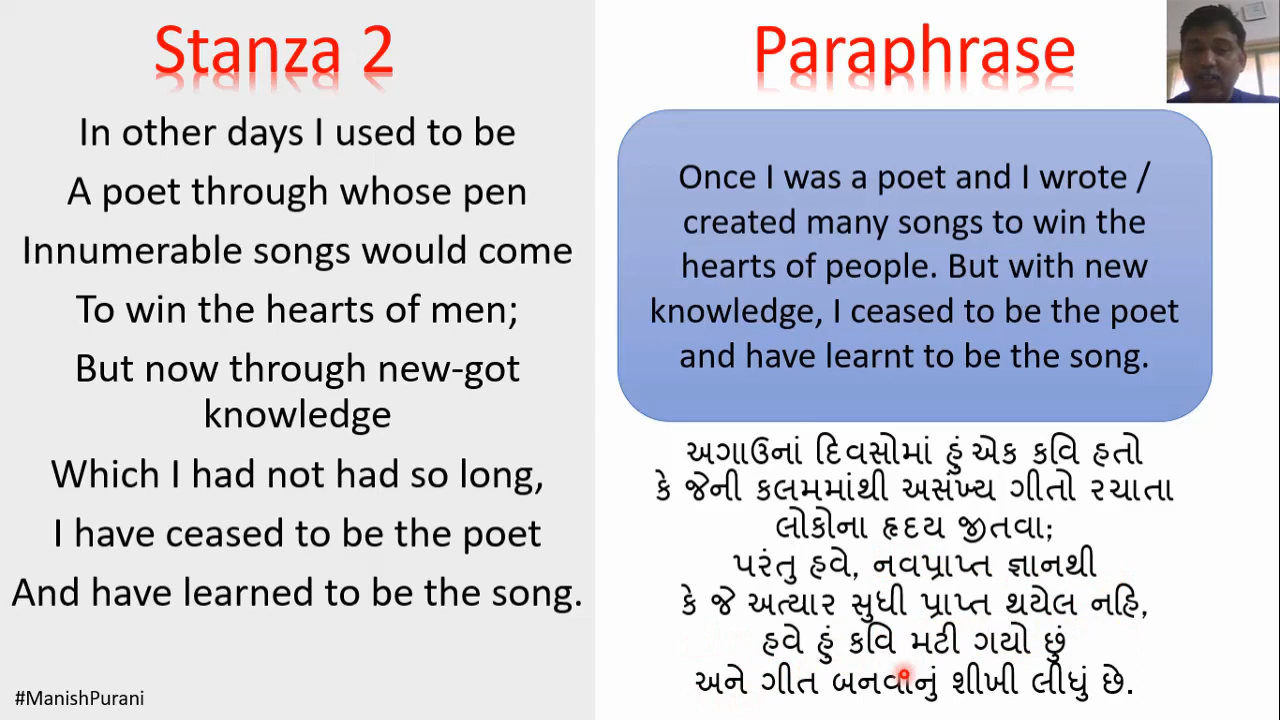 Stanza 2
In other days I used to be
A poet through whose pen
Innumerable songs would come
To win the hearts of men;
But now through new-got
knowledge
Which I had not had so long,
I have ceased to be the poet
And have learned to be the song.
#ManishPurani
Paraphrase
Once I was a poet and I wrote /
created many songs to win the
hearts of people. But with new
knowledge, I ceased to be the poet
and have learnt to be the song.
અગાઉનાં દિવસોમાં હું એક કવિ હતો
કે જેની કલમમાંથી અસંખ્ય ગીતો રચાતા
લોકોના હૃદય જીતવા;
પરંતુ હવે, નવપ્રાપ્ત જ્ઞાનથી
કે જે અત્યાર સુધી પ્રાપ્ત થયેલ નહિ,
હવે હું કવિ મટી ગયો છું
અને ગીત બનવાનું શીખી લીધું છે.